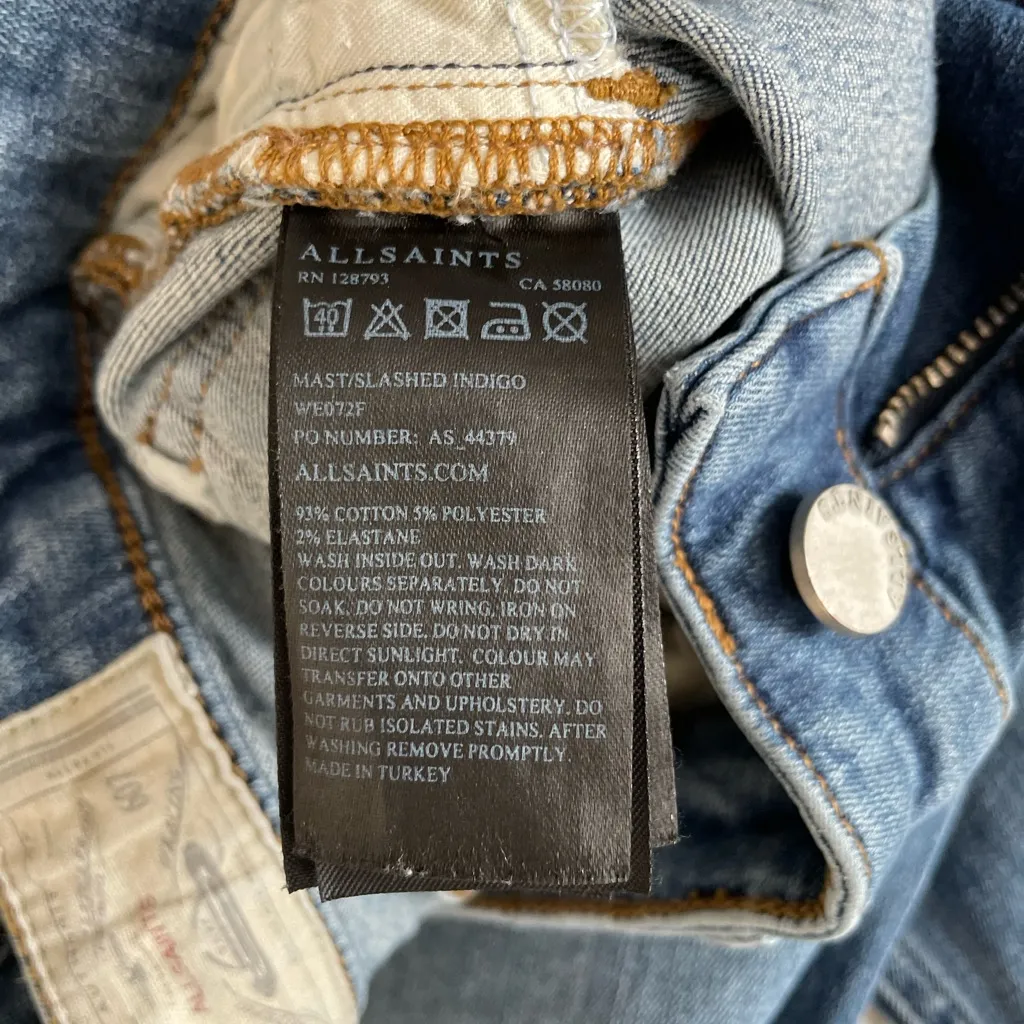 ALLSAINTS
RN 128793 CA 58080
40
MAST/SLASHED INDIGO
WE072F
PO NUMBER: AS_44379
ALLSAINTS.COM
93% COTTON 5% POLYESTER
2% ELASTANE
WASH INSIDE OUT. WASH DARK
COLOURS SEPARATELY. DO NOT
SOAK. DO NOT WRING. IRON ON
REVERSE SIDE. DO NOT DRY IN
DIRECT SUNLIGHT. COLOUR MAY
TRANSFER ONTO OTHER
GARMENTS AND UPHOLSTERY. DO
NOT RUB ISOLATED STAINS. AFTER
WASHING REMOVE PROMPTLY.
MADE IN TURKEY
ALLSAINTS